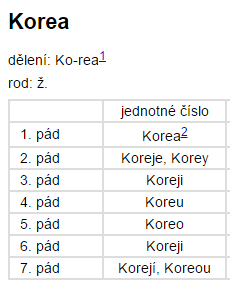 Korea
dělení: Ko-rea1
rod: ž.
jednotné číslo
1. pád Korea2
2. pád Koreje, Korey
3. pád Koreji
4. pád Koreu
5. pád Koreo
6. pád Koreji
7. pád Korejí, Koreou